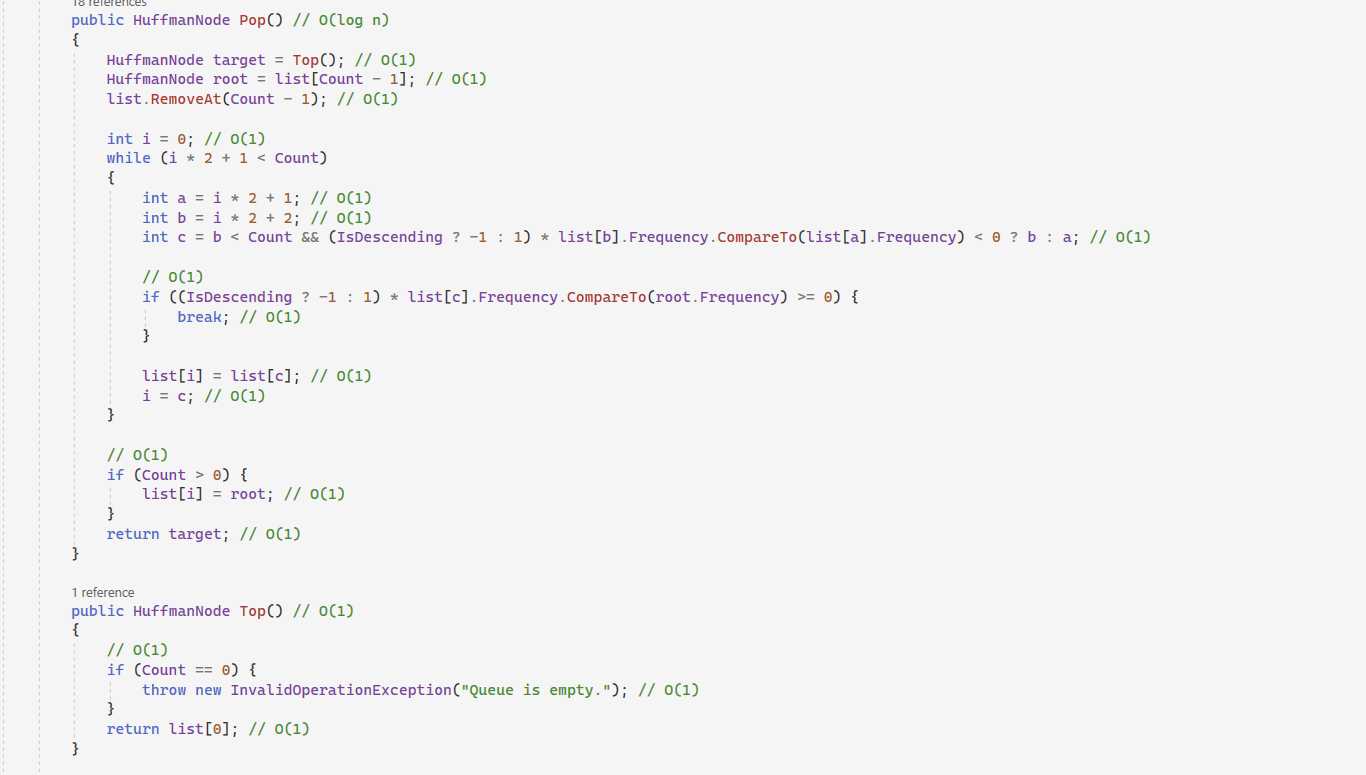 18 references
public HuffmanNode Pop() // O(log n)
{
    HuffmanNode target = Top(); // O(1)
    HuffmanNode root = list[Count - 1]; // O(1)
    list.RemoveAt(Count - 1); // O(1)

    int i = 0; // O(1)
    while (i * 2 + 1 < Count)
    {
        int a = i * 2 + 1; // O(1)
        int b = i * 2 + 2; // O(1)
        int c = b < Count && (IsDescending ? -1 : 1) * list[b].Frequency.CompareTo(list[a].Frequency) < 0 ? b : a; // O(1)

        // O(1)
        if ((IsDescending ? -1 : 1) * list[c].Frequency.CompareTo(root.Frequency) >= 0) {
            break; // O(1)
        }

        list[i] = list[c]; // O(1)
        i = c; // O(1)
    }

    // O(1)
    if (Count > 0) {
        list[i] = root; // O(1)
    }
    return target; // O(1)
}

1 reference
public HuffmanNode Top() // O(1)
{
    // O(1)
    if (Count == 0) {
        throw new InvalidOperationException("Queue is empty."); // O(1)
    }
    return list[0]; // O(1)
}